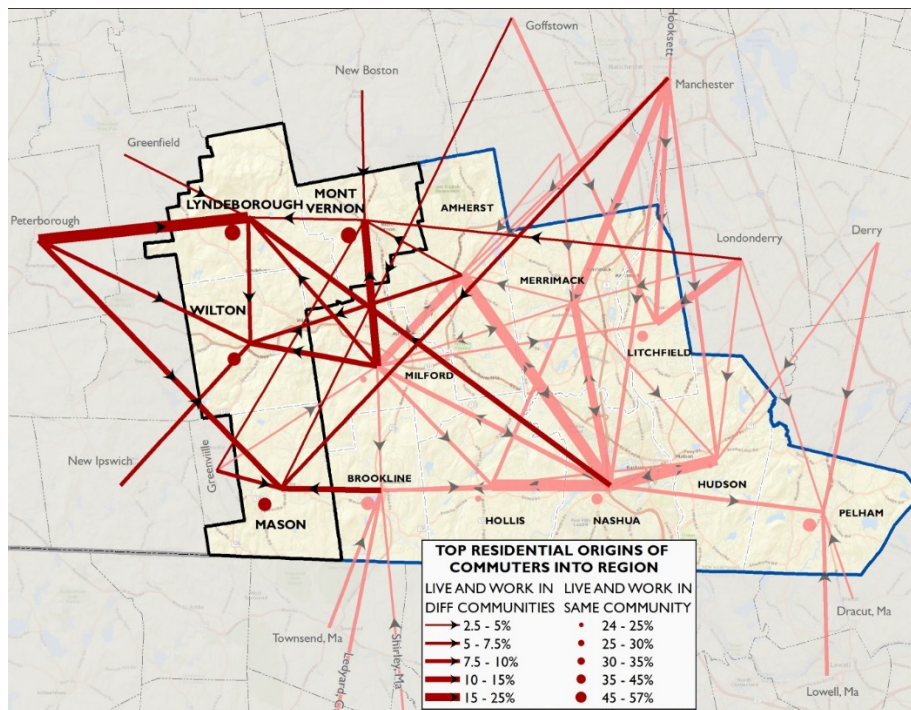 Goffstown
Hooksett
New Boston
Manchester
Greenfield
LYNDEBOROUGH
MONT
VERNON
AMHERST
Peterborough
Londonderry
Derry
MERRIMACK
WILTON
LITCHFIELD
MILFORD
New Ipswich
Greenville
BROOKLINE
HUDSON
MASON
HOLLIS
NASHUA
PELHAM
TOP RESIDENTIAL ORIGINS OF
COMMUTERS INTO REGION
LIVE AND WORK IN
DIFF COMMUNITIES
2.5 - 5%
5 - 7.5%
7.5 - 10%
10 - 15%
15 - 25%
LIVE AND WORK IN
SAME COMMUNITY
24 - 25%
25 - 30%
30 - 35%
35 - 45%
45 - 57%
Townsend, Ma
Ledyard,
Shirley, Ma
Dracut, Ma
Lowell, Ma